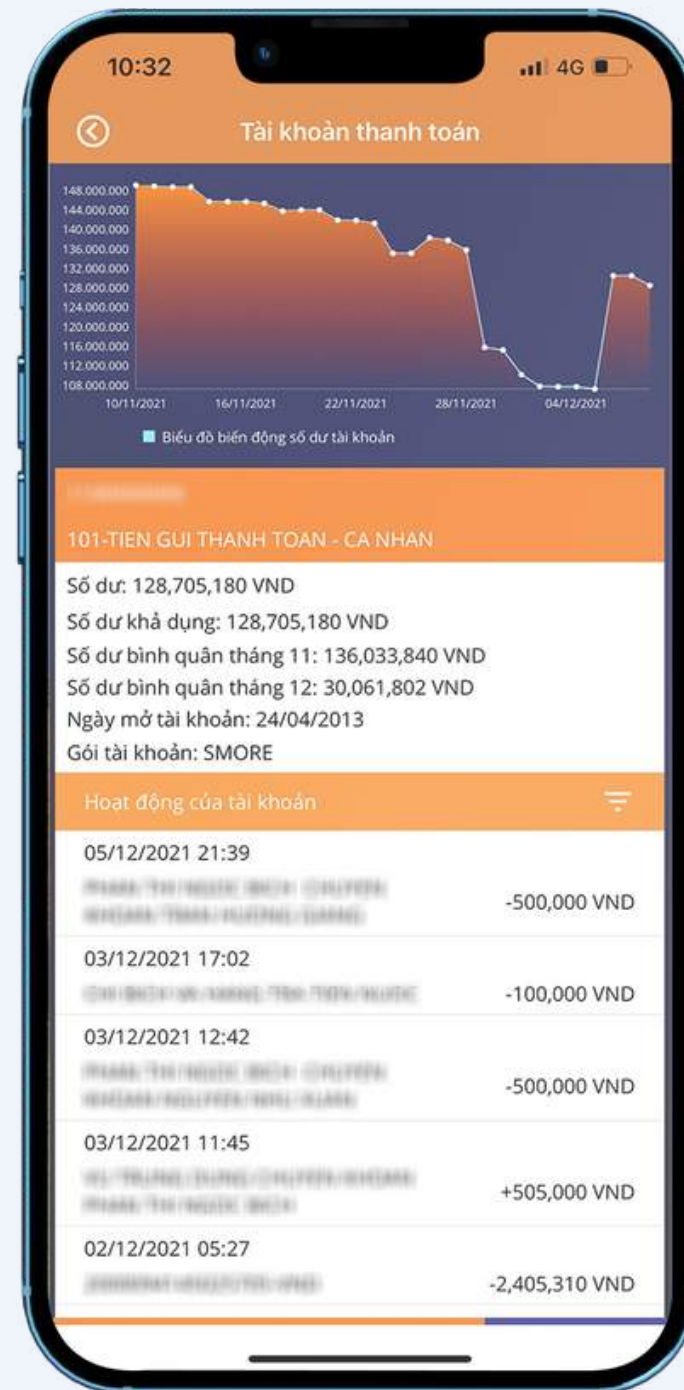 10:32
4G
Tài khoản thanh toán
148.000.000
144.000.000
140.000.000
136.000.000
132.000.000
128.000.000
124.000.000
120.000.000
116.000.000
112.000.000
108.000.000
10/11/2021 16/11/2021 22/11/2021 28/11/2021 04/12/2021
Biểu đồ biến động số dư tài khoản
101-TIEN GUI THANH TOAN - CA NHAN
Số dư: 128,705,180 VND
Số dư khả dụng: 128,705,180 VND
Số dư bình quân tháng 11: 136,033,840 VND
Số dư bình quân tháng 12: 30,061,802 VND
Ngày mở tài khoản: 24/04/2013
Gói tài khoản: SMORE
Hoạt động của tài khoản
05/12/2021 21:39
-500,000 VND
03/12/2021 17:02
-100,000 VND
03/12/2021 12:42
-500,000 VND
03/12/2021 11:45
+505,000 VND
02/12/2021 05:27
-2,405,310 VND